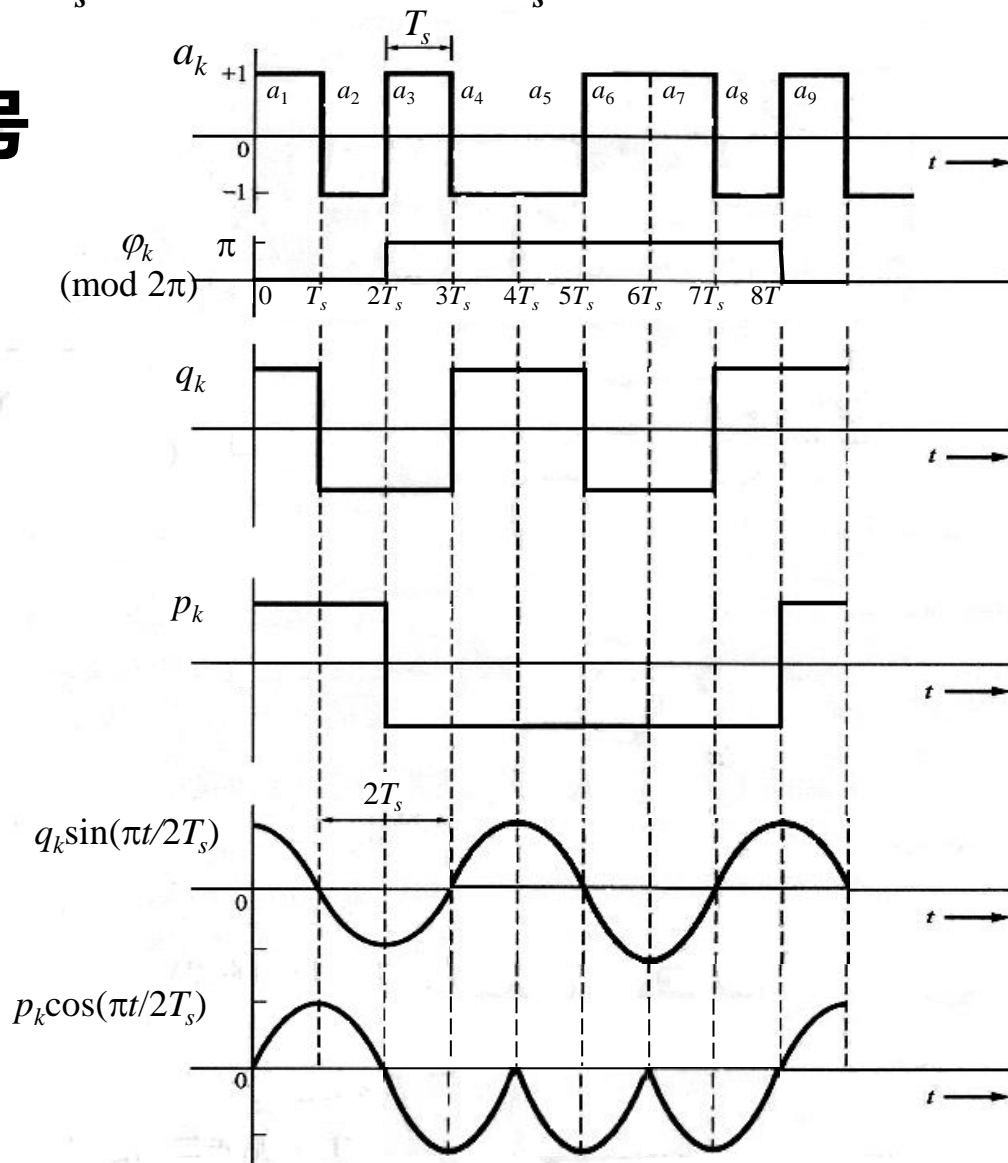 s s
T_s
a_k +1 a_1 a_2 a_3 a_4 a_5 a_6 a_7 a_8 a_9
号
0 t
−1
φ_k π
(mod 2π) 0 T_s 2T_s 3T_s 4T_s 5T_s 6T_s 7T_s 8T
q_k
t
p_k
t
2T_s
q_k sin(πt/2T_s)
0 t
p_k cos(πt/2T_s)
0
t